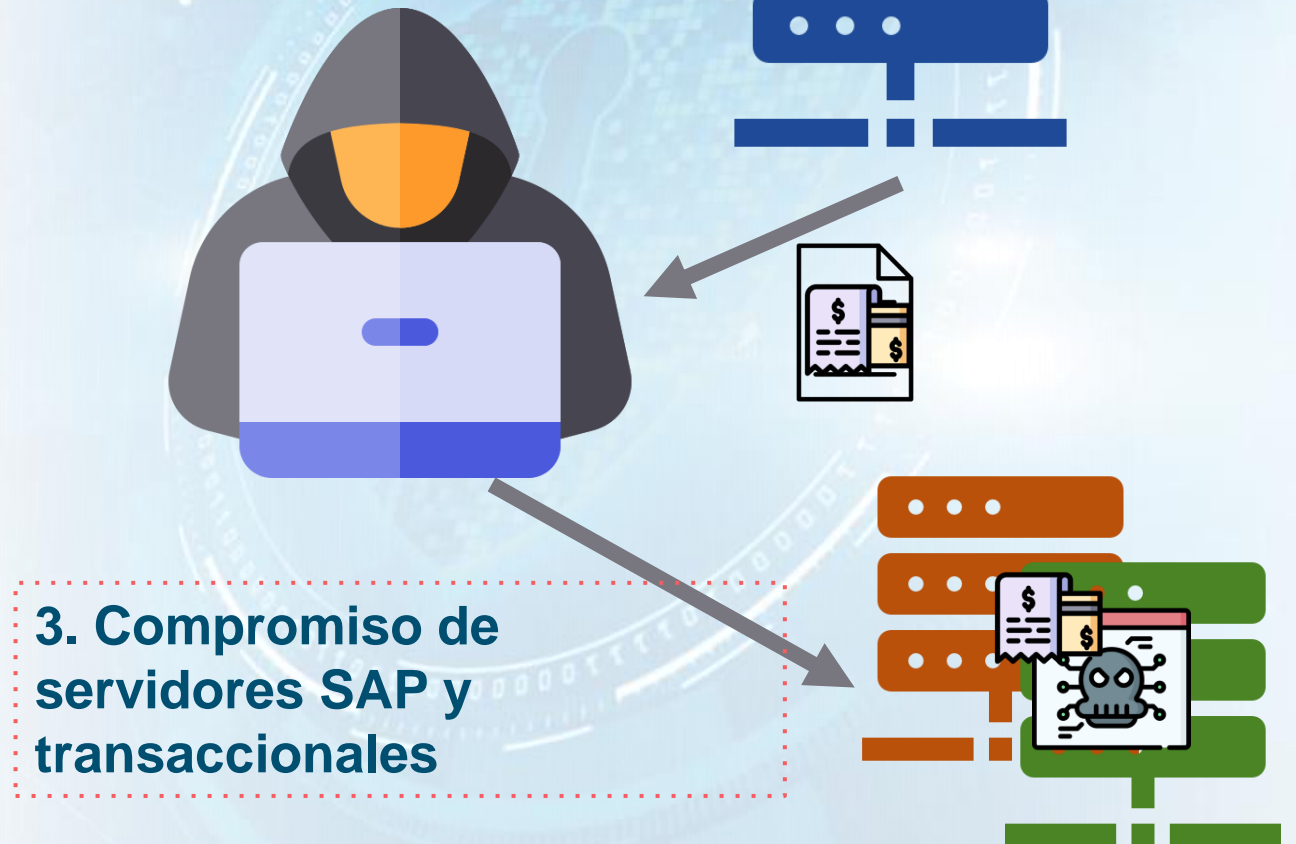 3. Compromiso de
servidores SAP y
transaccionales
$
$
$
$